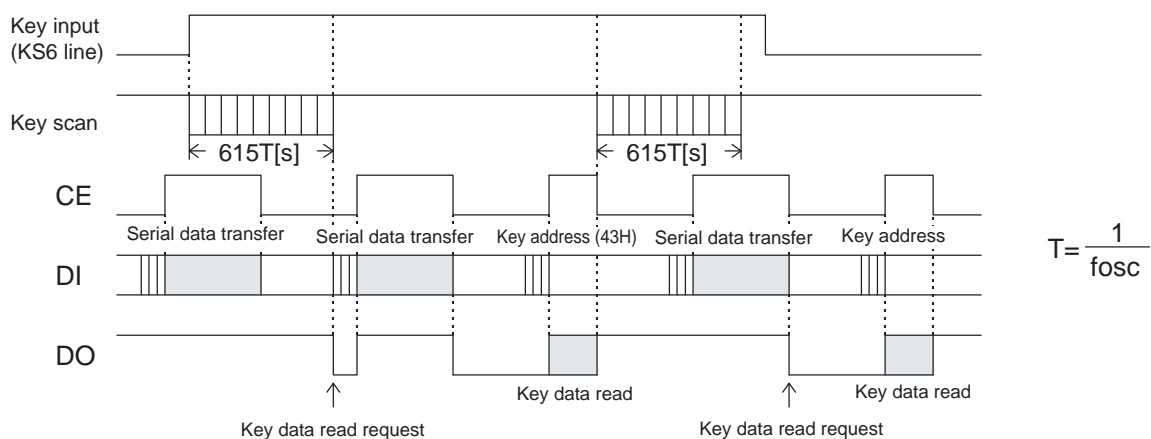 Key input
(KS6 line)
Key scan
615T[s]
615T[s]
CE
Serial data transfer
Serial data transfer
Key address (43H)
Serial data transfer
Key address
T= 1
fosc
DI
DO
Key data read
Key data read
Key data read request
Key data read request